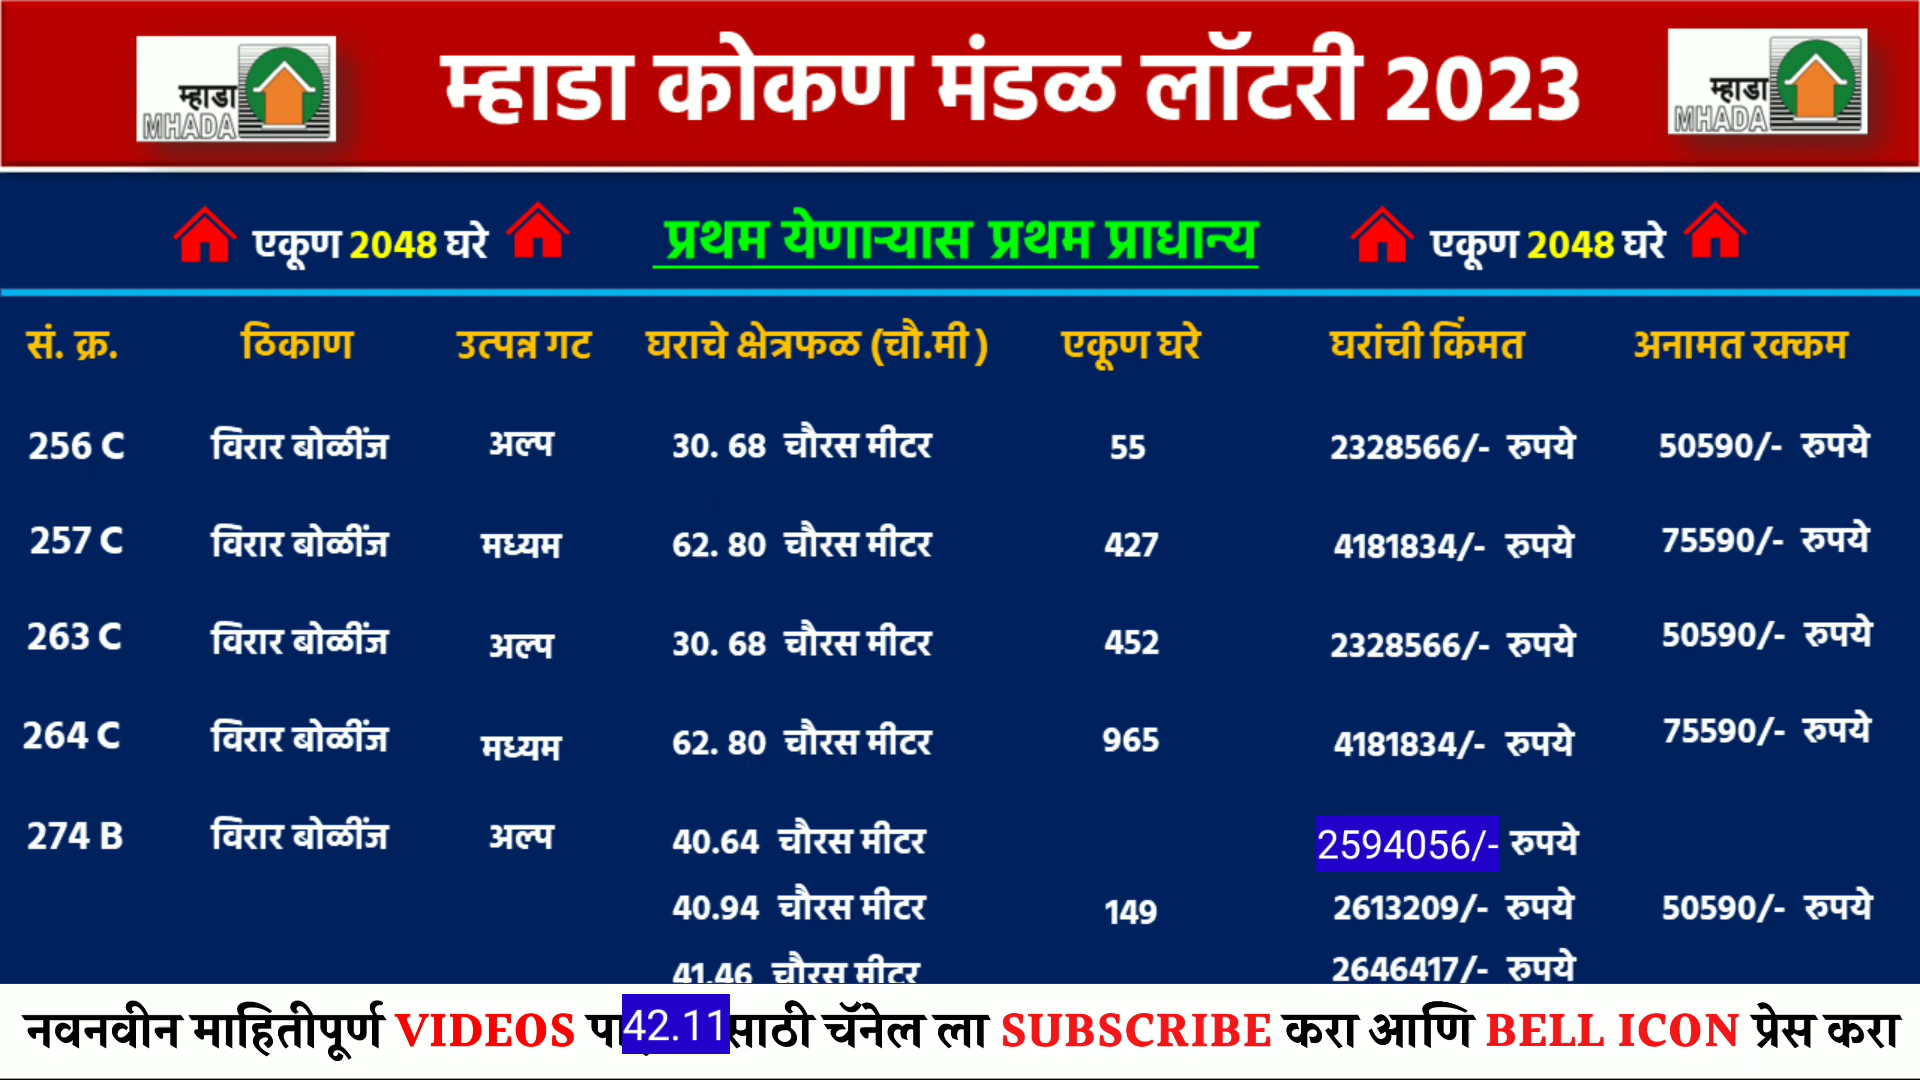 म्हाडा
MHADA
म्हाडा कोकण मंडळ लॉटरी 2023
म्हाडा
MHADA
एकूण 2048 घरे
प्रथम येणाऱ्यास प्रथम प्राधान्य
एकूण 2048 घरे
सं. क्र. ठिकाण उत्पन्न गट घराचे क्षेत्रफळ (चौ.मी ) एकूण घरे घरांची किंमत अनामत रक्कम
256 C विरार बोळींज अल्प 30. 68 चौरस मीटर 55 2328566/- रुपये 50590/- रुपये
257 C विरार बोळींज मध्यम 62. 80 चौरस मीटर 427 4181834/- रुपये 75590/- रुपये
263 C विरार बोळींज अल्प 30. 68 चौरस मीटर 452 2328566/- रुपये 50590/- रुपये
264 C विरार बोळींज मध्यम 62. 80 चौरस मीटर 965 4181834/- रुपये 75590/- रुपये
274 B विरार बोळींज अल्प 40.64 चौरस मीटर 2594056/- रुपये
40.94 चौरस मीटर 149 2613209/- रुपये 50590/- रुपये
41.46 चौरस मीटर 2646417/- रुपये
नवनवीन माहितीपूर्ण VIDEOS 42.11 साठी चॅनेल ला SUBSCRIBE करा आणि BELL ICON प्रेस करा